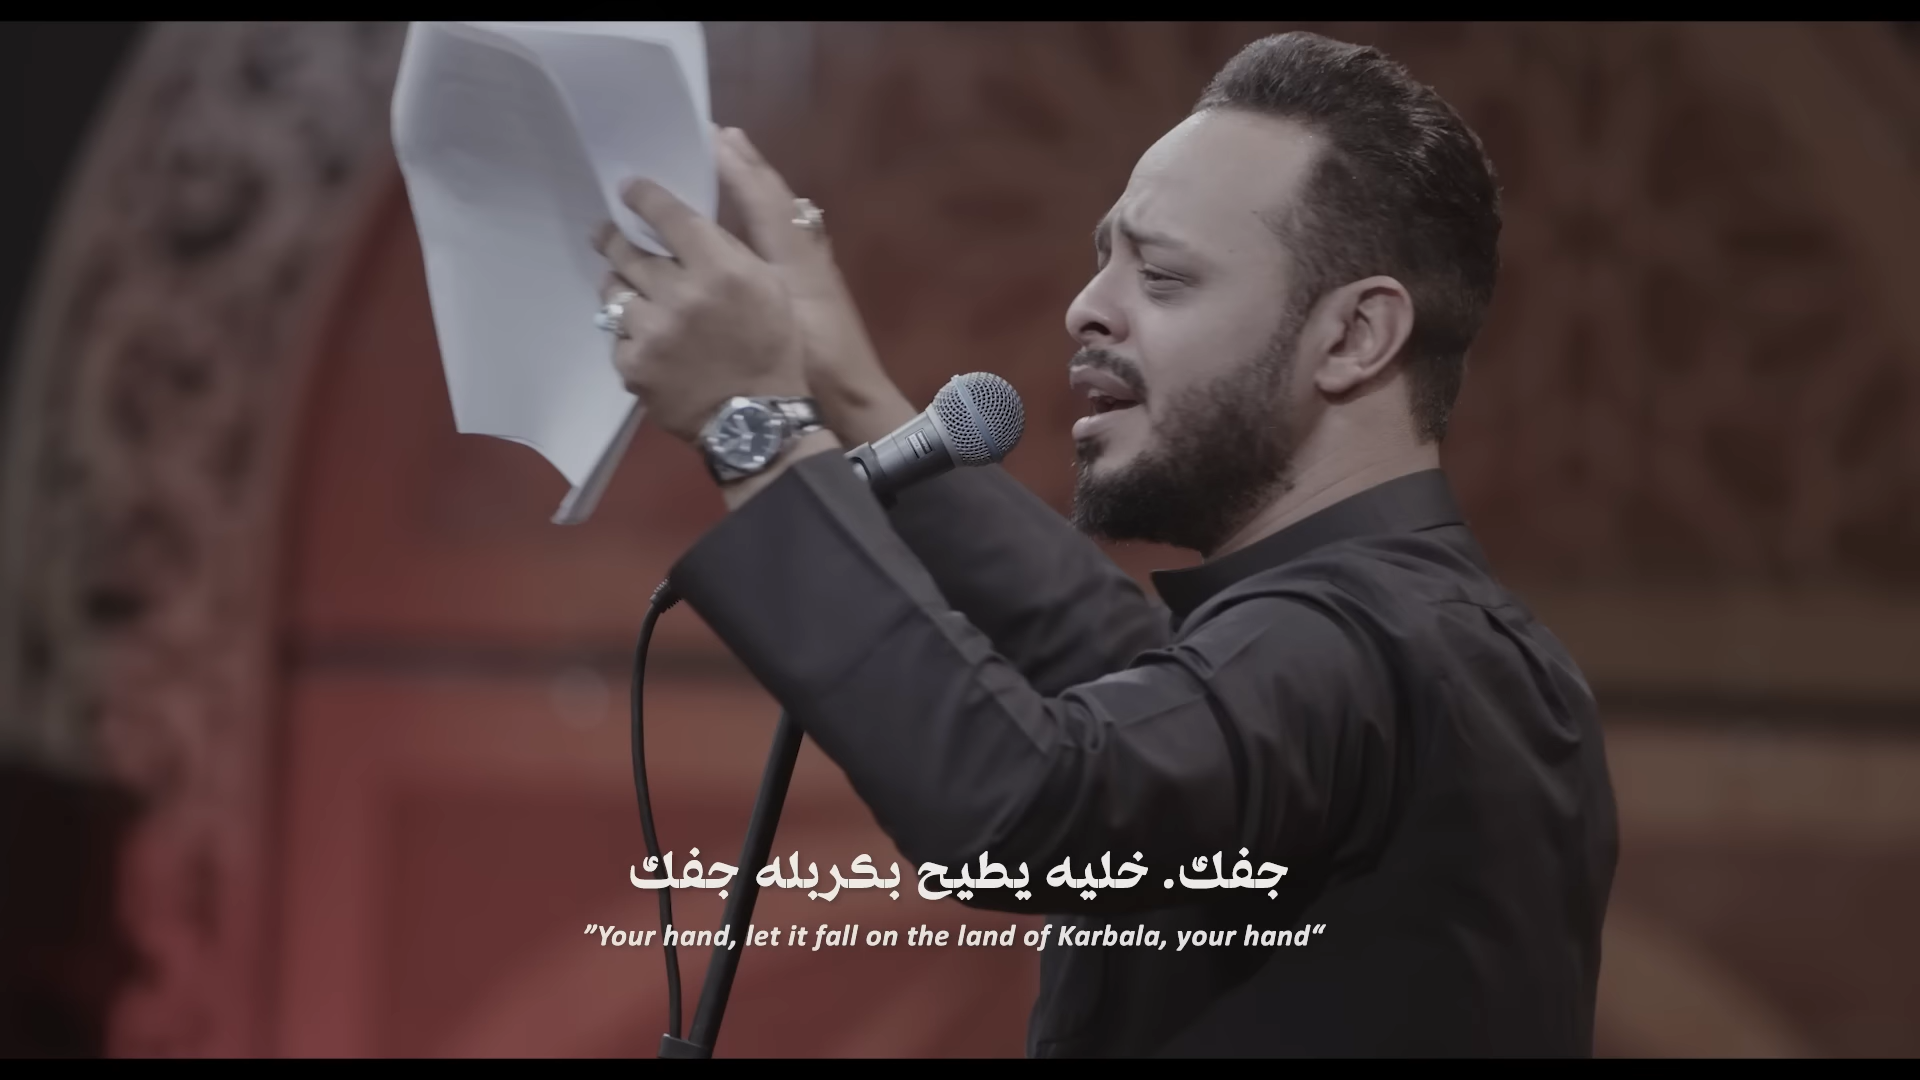 جفك. خليه يطيح بكربله جفك
”Your hand, let it fall on the land of Karbala, your hand“